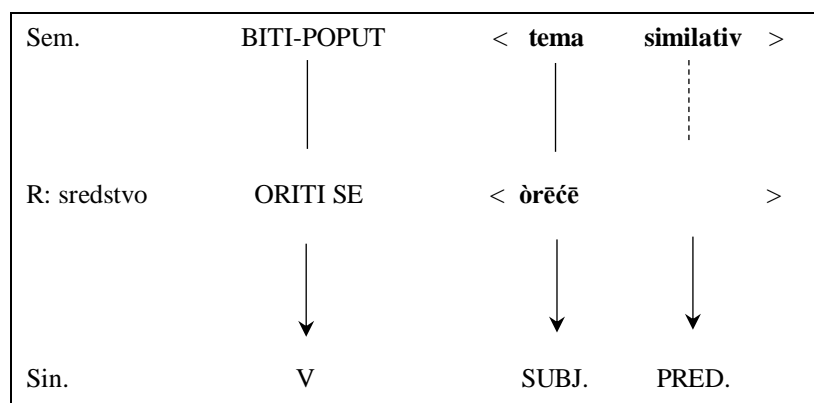 Sem. BITI-POPUT < tema similativ >
R: sredstvo ORITI SE < òrēćē >
Sin. V SUBJ. PRED.